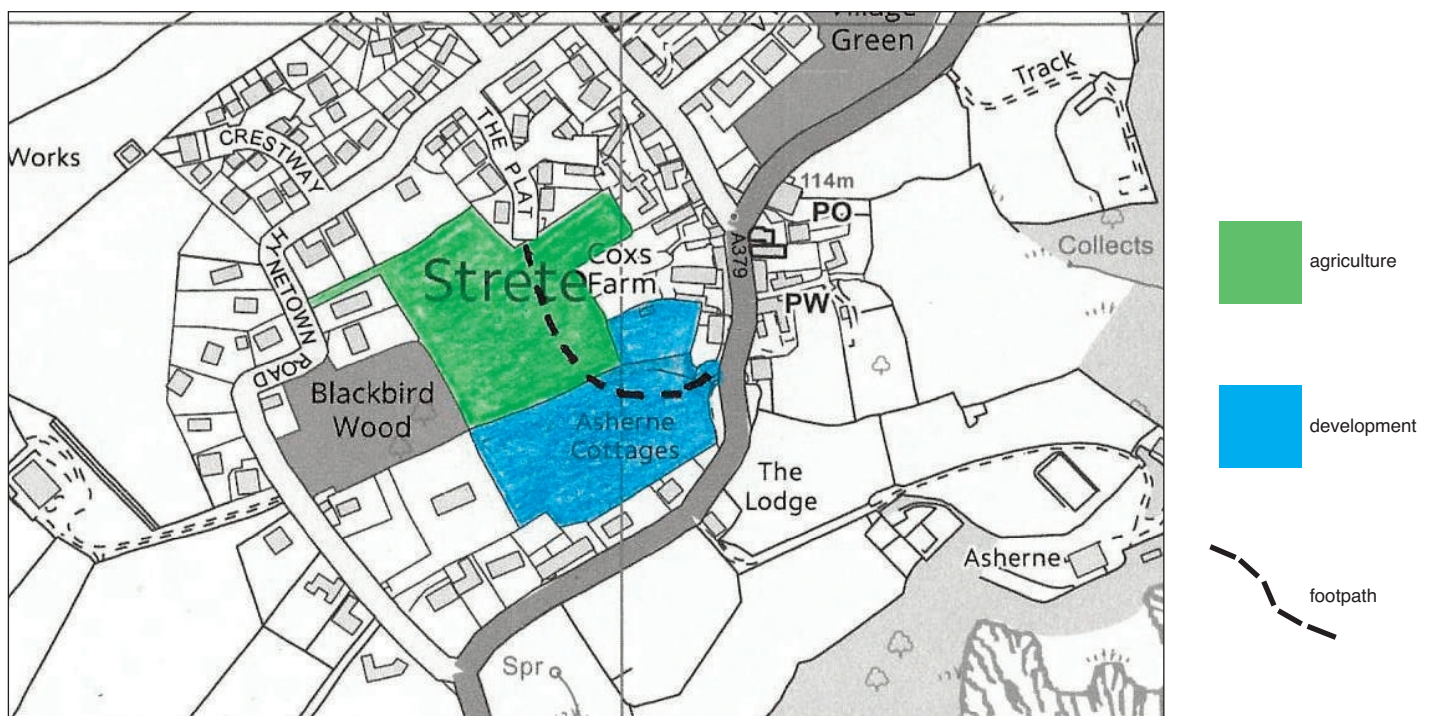 Village
Green
Track
Works
CRESTWAY
THE PLAT
114m
PO
Collects
HYNETOWN ROAD
Strete
Coxs
Farm
A379
PW
Blackbird
Wood
Asherne
Cottages
The
Lodge
Asherne
Spr
agriculture
development
footpath